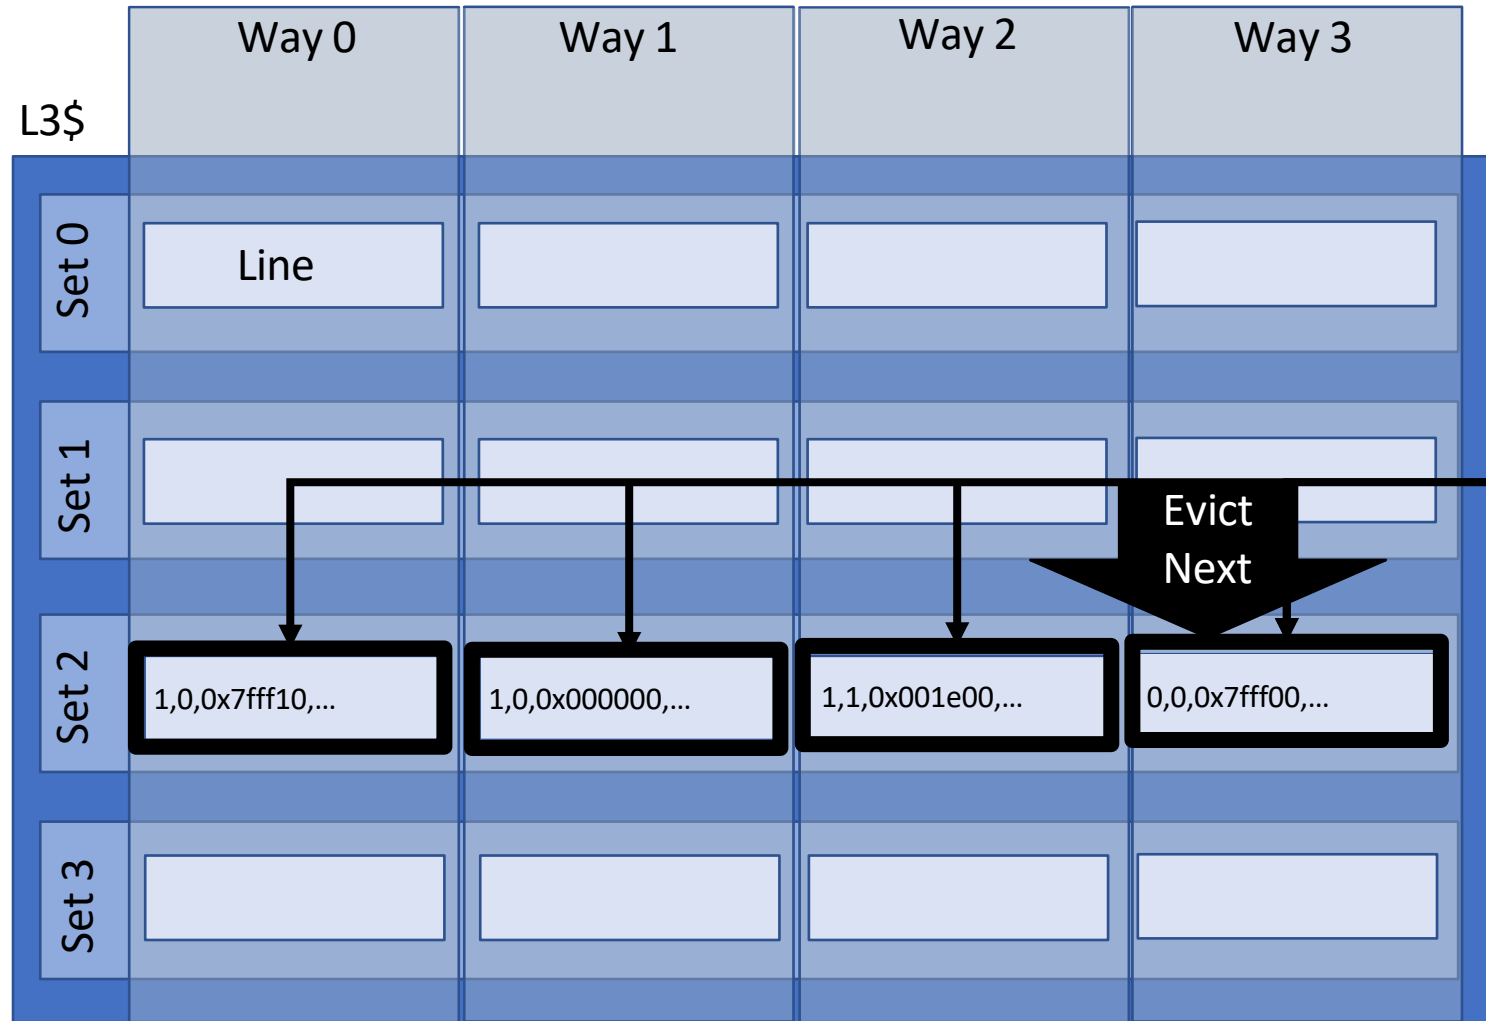 Way 0
Way 1
Way 2
Way 3
L3$
Set 0
Line
Set 1
Evict
Next
Set 2
1,0,0x7fff10,...
1,0,0x000000,...
1,1,0x001e00,...
0,0,0x7fff00,...
Set 3